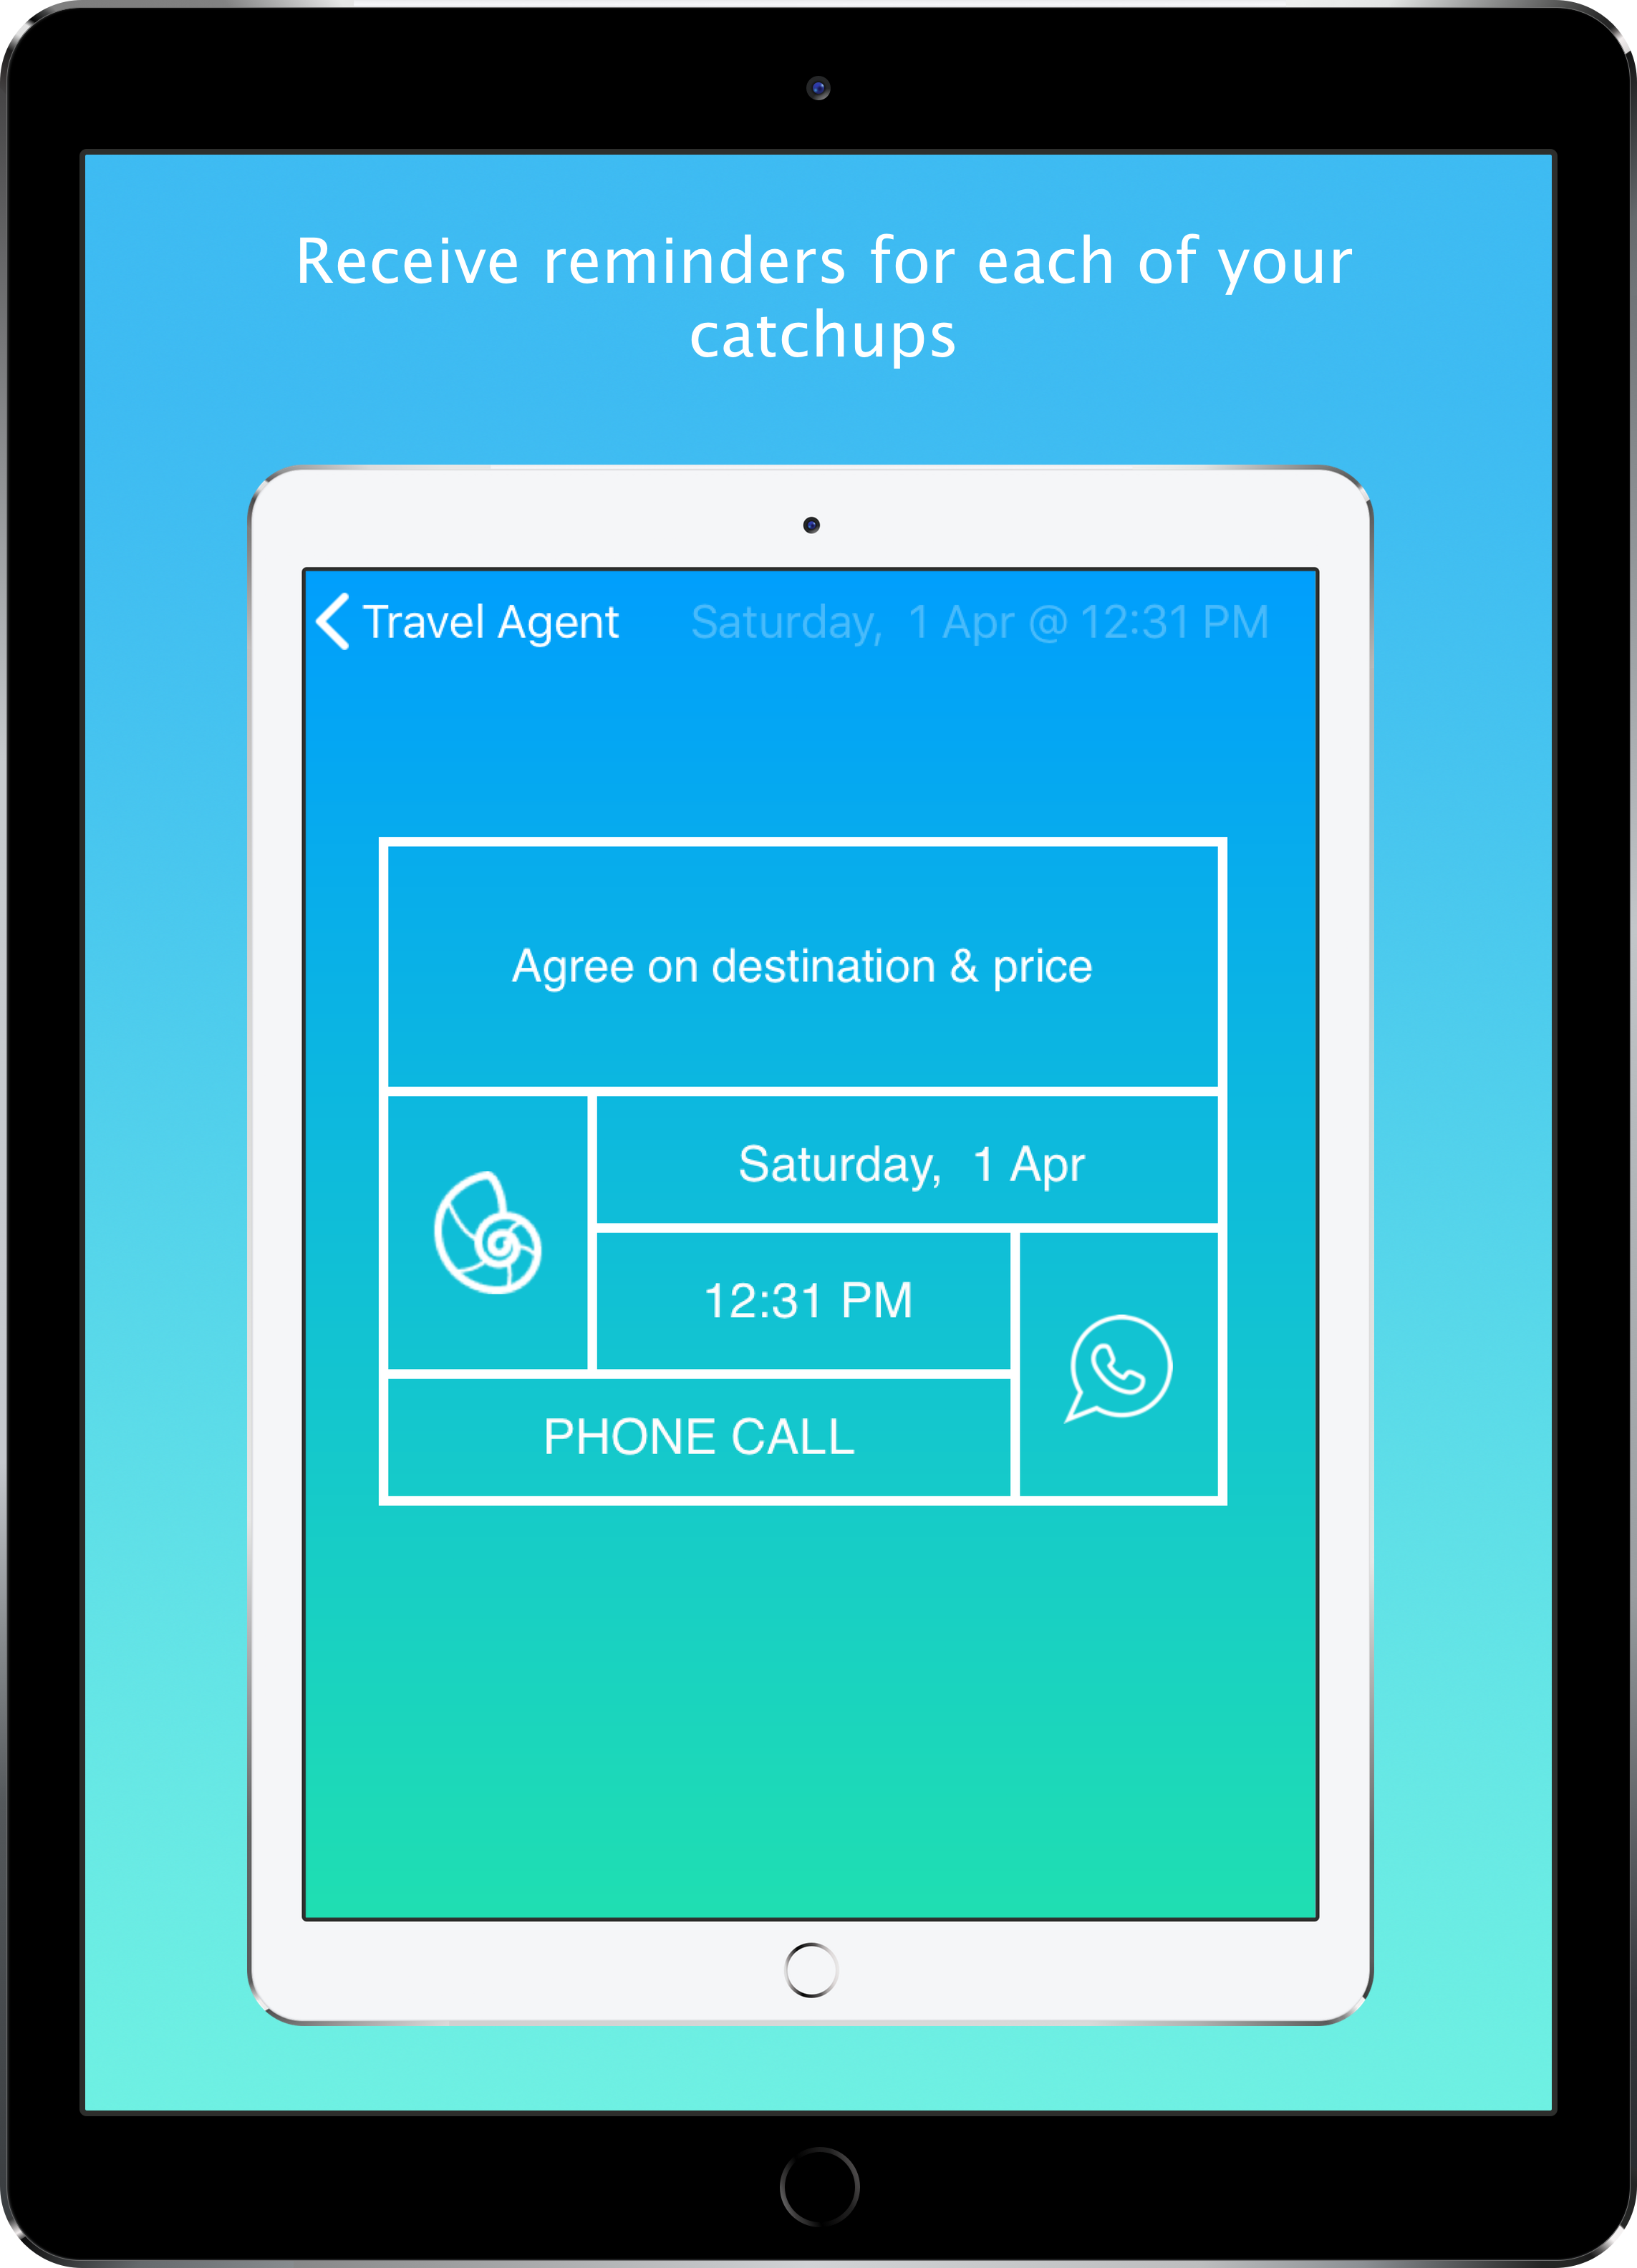 Receive reminders for each of your
catchups
Travel Agent Saturday, 1 Apr @ 12:31 PM
Agree on destination & price
Saturday, 1 Apr
12:31 PM
PHONE CALL